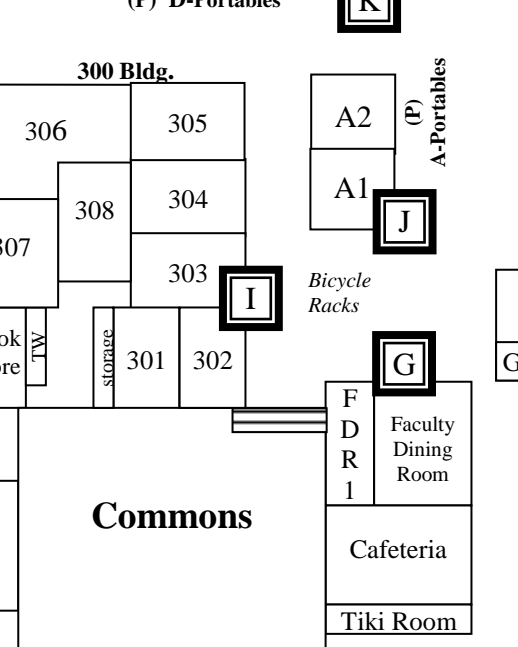 (P) D-Portables
K
300 Bldg.
306
305
A2
(P)
A-Portables
308
304
A1
J
307
303
I
Bicycle
Racks
TW
storage
301
302
G
G
F
D
R
1
Faculty
Dining
Room
Commons
Cafeteria
Tiki Room